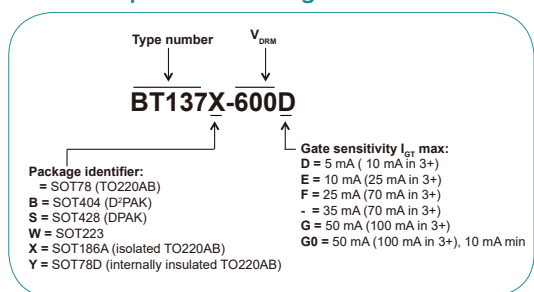 Type number
V_DRM
BT137X-600D
Package identifier:
= SOT78 (TO220AB)
B = SOT404 (D²PAK)
S = SOT428 (DPAK)
W = SOT223
X = SOT186A (isolated TO220AB)
Y = SOT78D (internally insulated TO220AB)
Gate sensitivity I_GT max:
D = 5 mA ( 10 mA in 3+)
E = 10 mA (25 mA in 3+)
F = 25 mA (70 mA in 3+)
- = 35 mA (70 mA in 3+)
G = 50 mA (100 mA in 3+)
G0 = 50 mA (100 mA in 3+), 10 mA min